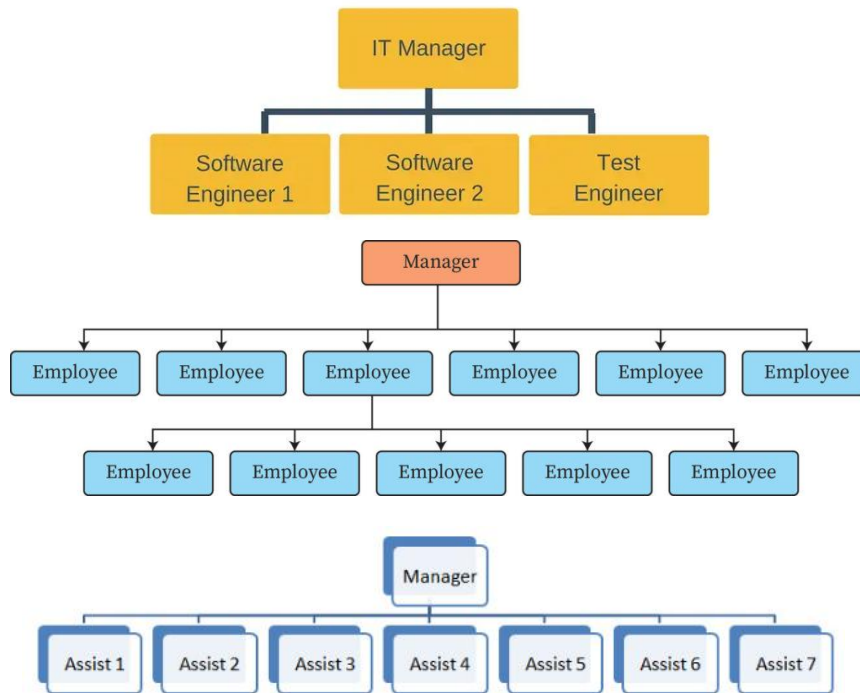 IT Manager
Software Software Test
Engineer 1 Engineer 2 Engineer
Manager
Employee Employee Employee Employee Employee Employee
Employee Employee Employee Employee Employee
Manager
Assist 1 Assist 2 Assist 3 Assist 4 Assist 5 Assist 6 Assist 7